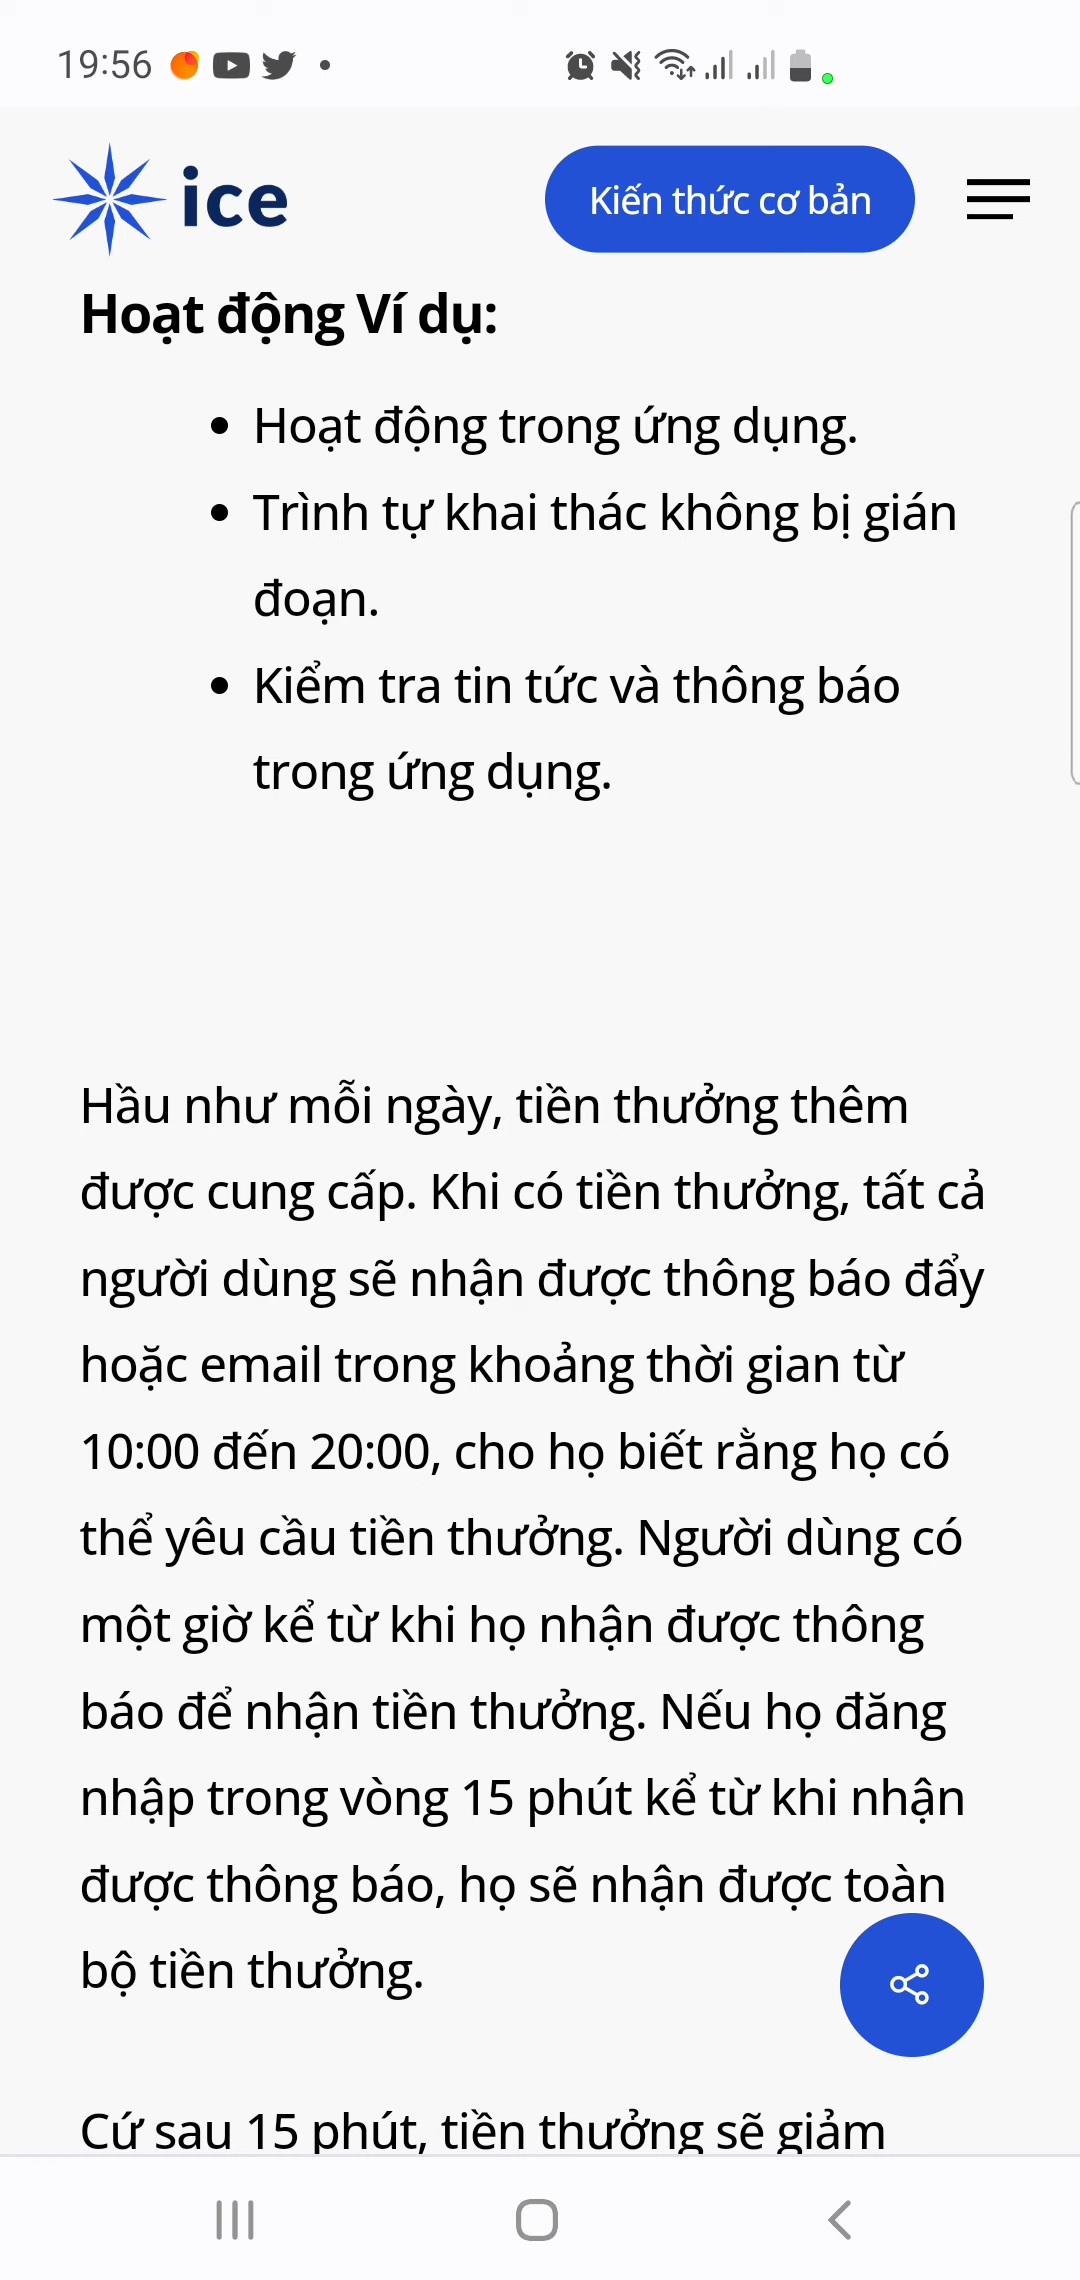 19:56
ice
Kiến thức cơ bản
Hoạt động Ví dụ:
Hoạt động trong ứng dụng.
Trình tự khai thác không bị gián
đoạn.
Kiểm tra tin tức và thông báo
trong ứng dụng.
Hầu như mỗi ngày, tiền thưởng thêm
được cung cấp. Khi có tiền thưởng, tất cả
người dùng sẽ nhận được thông báo đẩy
hoặc email trong khoảng thời gian từ
10:00 đến 20:00, cho họ biết rằng họ có
thể yêu cầu tiền thưởng. Người dùng có
một giờ kể từ khi họ nhận được thông
báo để nhận tiền thưởng. Nếu họ đăng
nhập trong vòng 15 phút kể từ khi nhận
được thông báo, họ sẽ nhận được toàn
bộ tiền thưởng.
Cứ sau 15 phút, tiền thưởng sẽ giảm